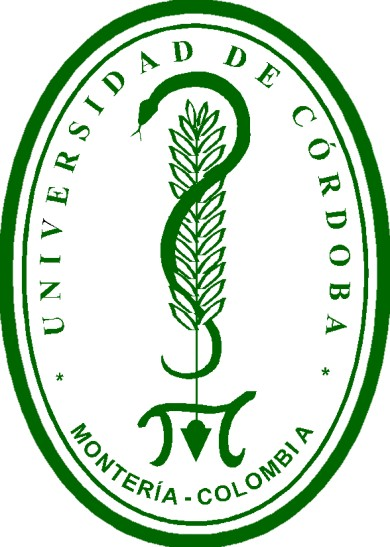 * UNIVERSIDAD DE CÓRDOBA *
MONTERÍA - COLOMBIA